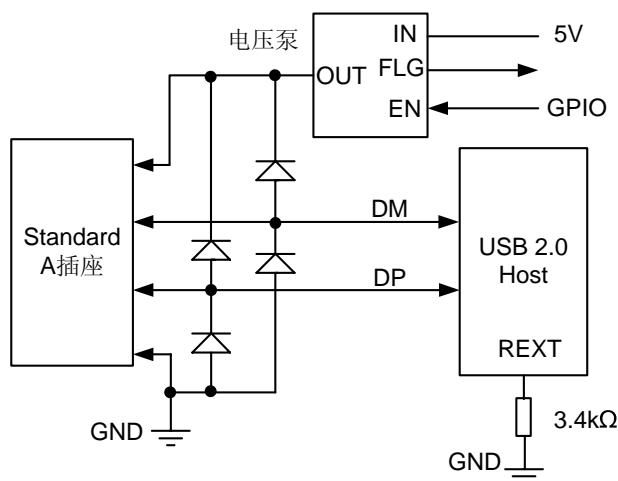 电压泵
IN
5V
OUT
FLG
EN
GPIO
Standard
A插座
DM
DP
USB 2.0
Host
REXT
3.4kΩ
GND
GND